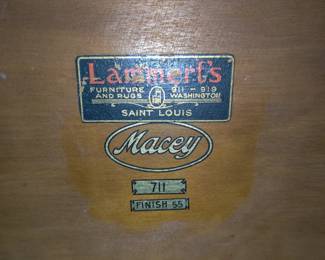 Lammert's
FURNITURE 911-919
AND RUGS WASHINGTON
SAINT LOUIS
Macey
711
FINISH 55